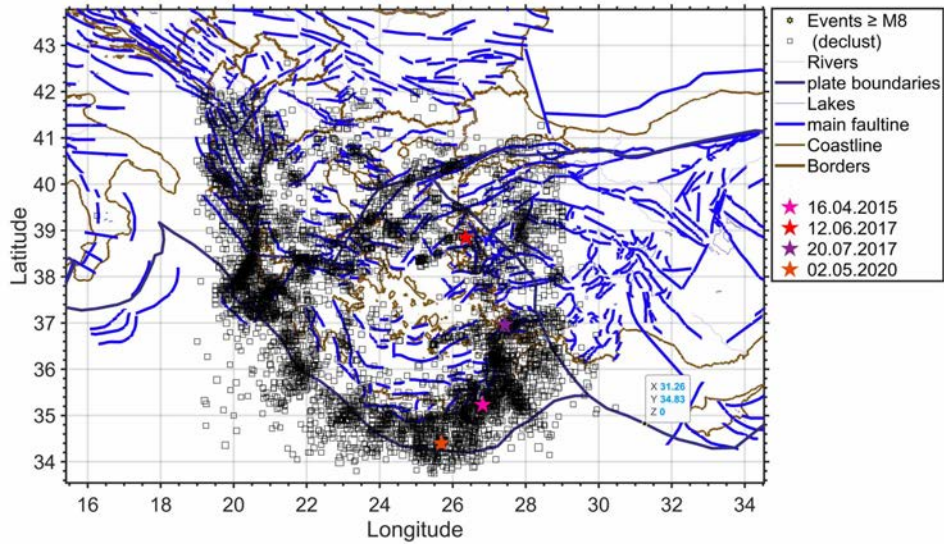 43
42
41
40
39
38
37
36
35
34
Latitude
16
18
20
22
24
26
28
30
32
34
Longitude
X 31.26
Y 34.83
Z 0
Events ≥ M8
(declust)
Rivers
plate boundaries
Lakes
main faultine
Coastline
Borders
16.04.2015
12.06.2017
20.07.2017
02.05.2020